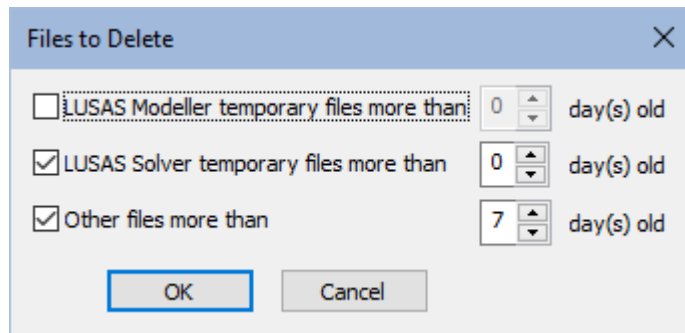 Files to Delete
LUSAS Modeller temporary files more than 0 day(s) old
LUSAS Solver temporary files more than 0 day(s) old
Other files more than 7 day(s) old
OK Cancel